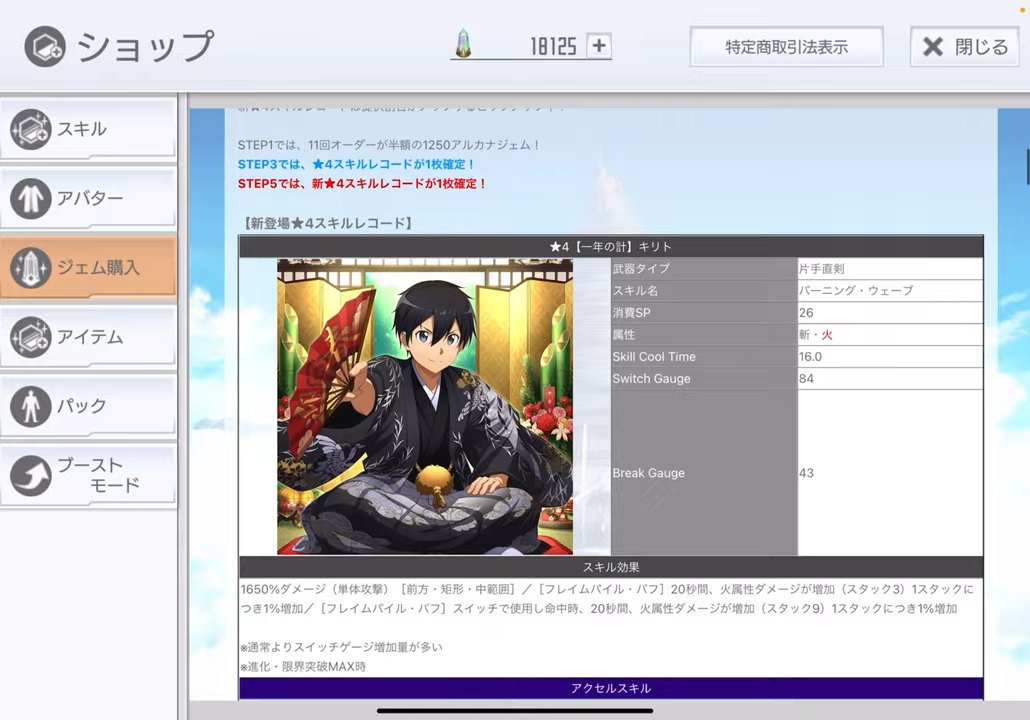 ショップ
18125
特定商取引法表示
閉じる
スキル
アバター
ジェム購入
アイテム
パック
ブースト
モード
STEP1では、11回オーダーが半額の1250アルカナジェム！
STEP3では、★4スキルレコードが1枚確定！
STEP5では、新★4スキルレコードが1枚確定！
【新登場★4スキルレコード】
★4【一年の計】キリト
武器タイプ 片手直剣
スキル名 バーニング・ウェーブ
消費SP 26
属性 斬・火
Skill Cool Time 16.0
Switch Gauge 84
Break Gauge 43
スキル効果
1650%ダメージ（単体攻撃）［前方・矩形・中範囲］／［フレイムパイル・バフ］20秒間、火属性ダメージが増加（スタック3）1スタックに
つき1%増加／［フレイムパイル・バフ］スイッチで使用し命中時、20秒間、火属性ダメージが増加（スタック9）1スタックにつき1%増加
※通常よりスイッチゲージ増加量が多い
※進化・限界突破MAX時
アクセルスキル